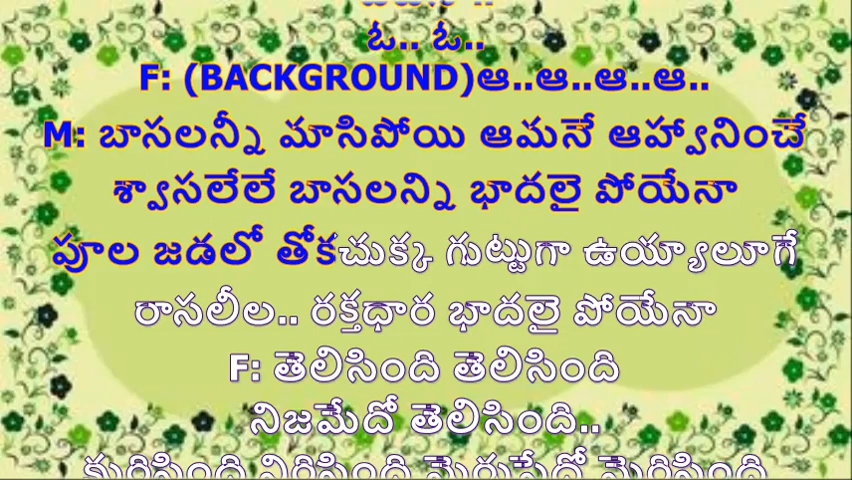 ఓ.. ఓ..
F: (BACKGROUND)ఆ..ఆ..ఆ..ఆ..
M: బాసలన్నీ మాసిపోయి ఆమనే ఆహ్వానించే
శ్వాసలేలే బాసలన్ని భాదలై పోయేనా
పూల జడలో తోకచుక్క గుట్టుగా ఉయ్యాలూగే
రాసలీల.. రక్తధార భాదలై పోయేనా
F: తెలిసింది తెలిసింది
నిజమేదో తెలిసింది..
కురిసింది విరిసింది మెరుపేదో మెరిసింది